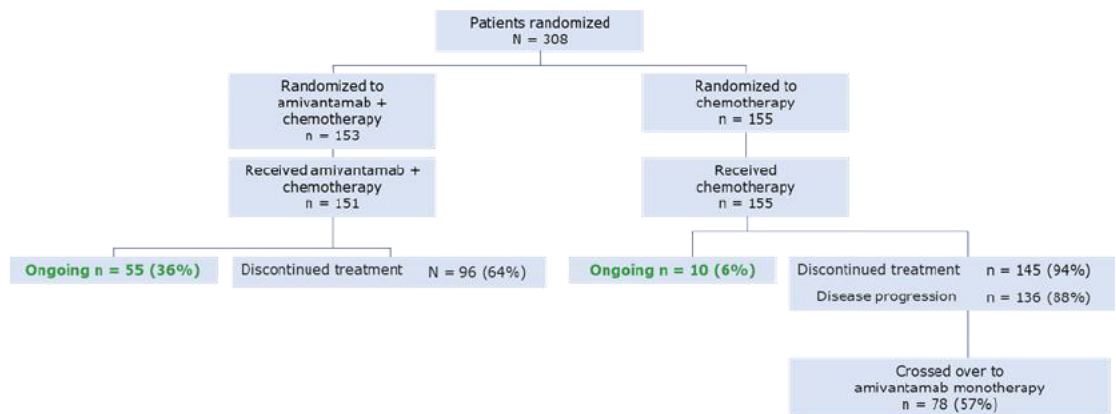 Patients randomized
N = 308
Randomized to
amivantamab +
chemotherapy
n = 153
Randomized to
chemotherapy
n = 155
Received amivantamab +
chemotherapy
n = 151
Received
chemotherapy
n = 155
Ongoing n = 55 (36%)
Discontinued treatment N = 96 (64%)
Ongoing n = 10 (6%)
Discontinued treatment n = 145 (94%)
Disease progression n = 136 (88%)
Crossed over to
amivantamab monotherapy
n = 78 (57%)